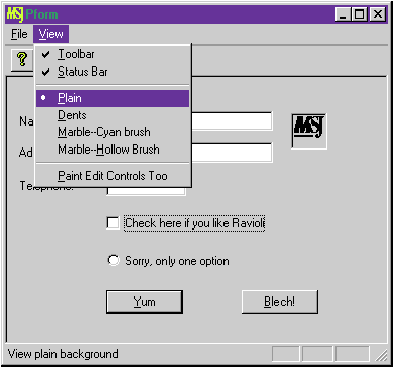 MSJ Pform
File View
?
Toolbar
Status Bar
Plain
Dents
Marble--Cyan brush
Marble--Hollow Brush
Paint Edit Controls Too
Na
MSJ
Ad
Telephone:
Check here if you like Ravioli
Sorry, only one option
Yum Blech!
View plain background